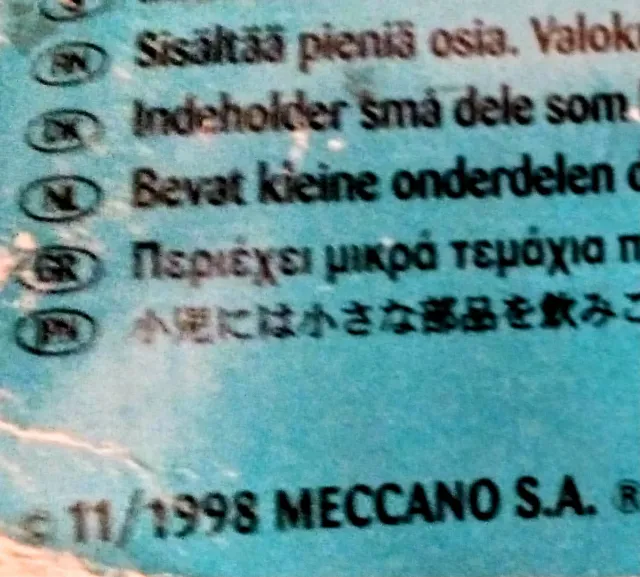 FIN Sisältää pieniä osia. Valok
DK Indeholder små dele som
NL Bevat kleine onderdelen d
GR Περιέχει μικρά τεμάχια π
JPN 小児には小さな部品を飲みこ
© 11/1998 MECCANO S.A. ®